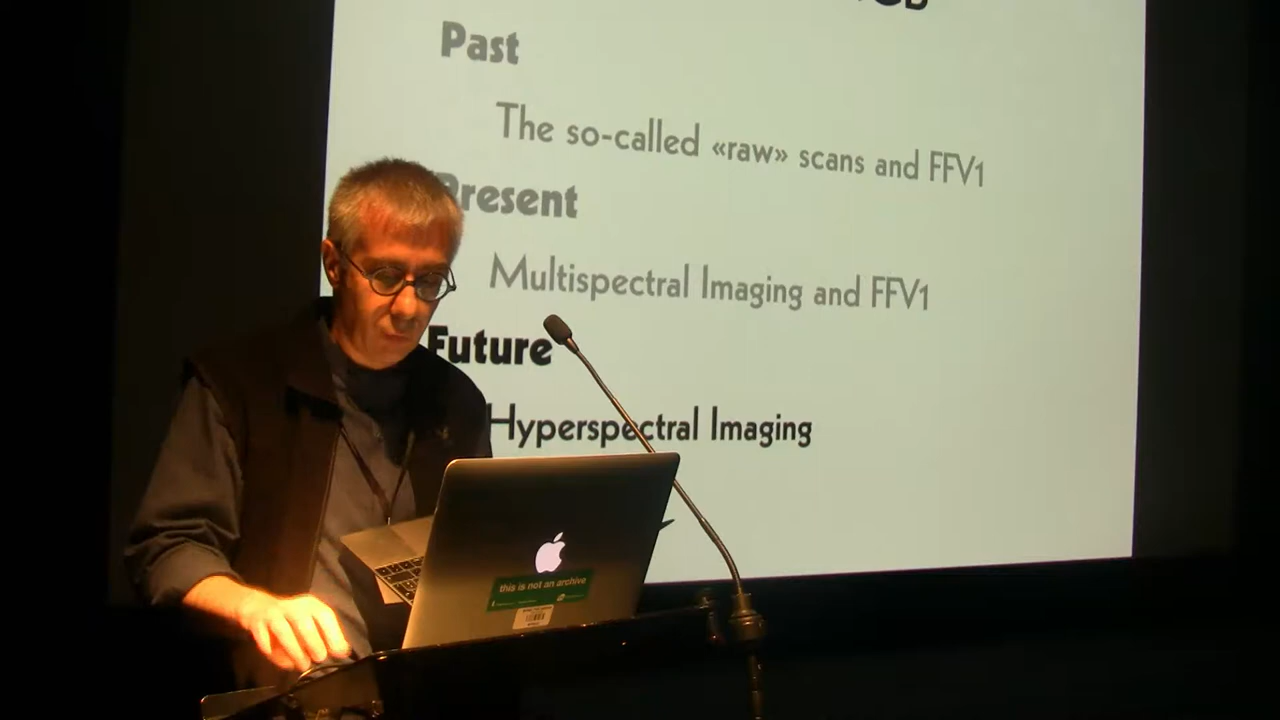 Past
The so-called «raw» scans and FFV1
Present
Multispectral Imaging and FFV1
Future
Hyperspectral Imaging
this is not an archive